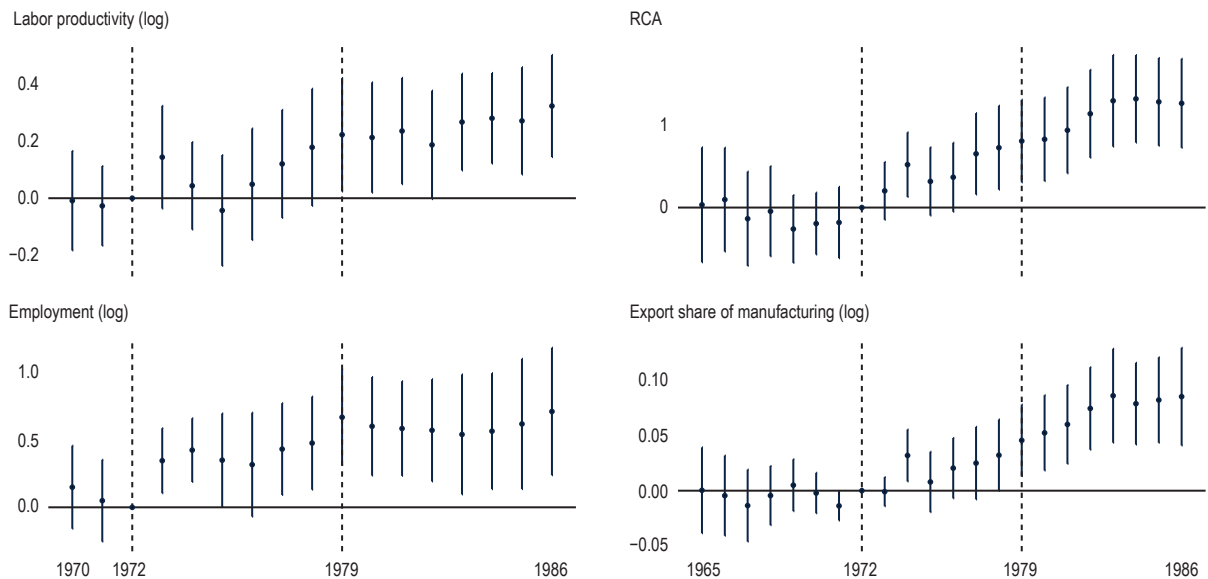 Labor productivity (log)
0.4
0.2
0.0
−0.2
RCA
1
0
Employment (log)
1.0
0.5
0.0
1970 1972 1979 1986
Export share of manufacturing (log)
0.10
0.05
0.00
−0.05
1965 1972 1979 1986